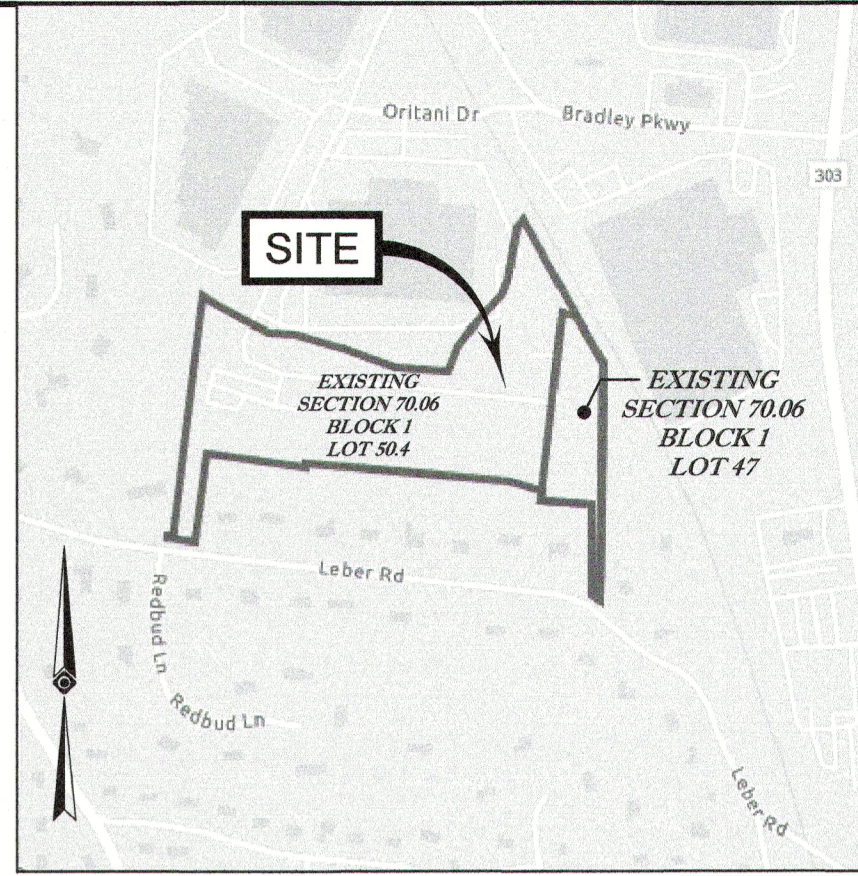 Oritani Dr
Bradley Pkwy
303
SITE
EXISTING
SECTION 70.06
BLOCK 1
LOT 50.4
EXISTING
SECTION 70.06
BLOCK 1
LOT 47
Leber Rd
Redbud Ln
Redbud Ln
Leber Rd